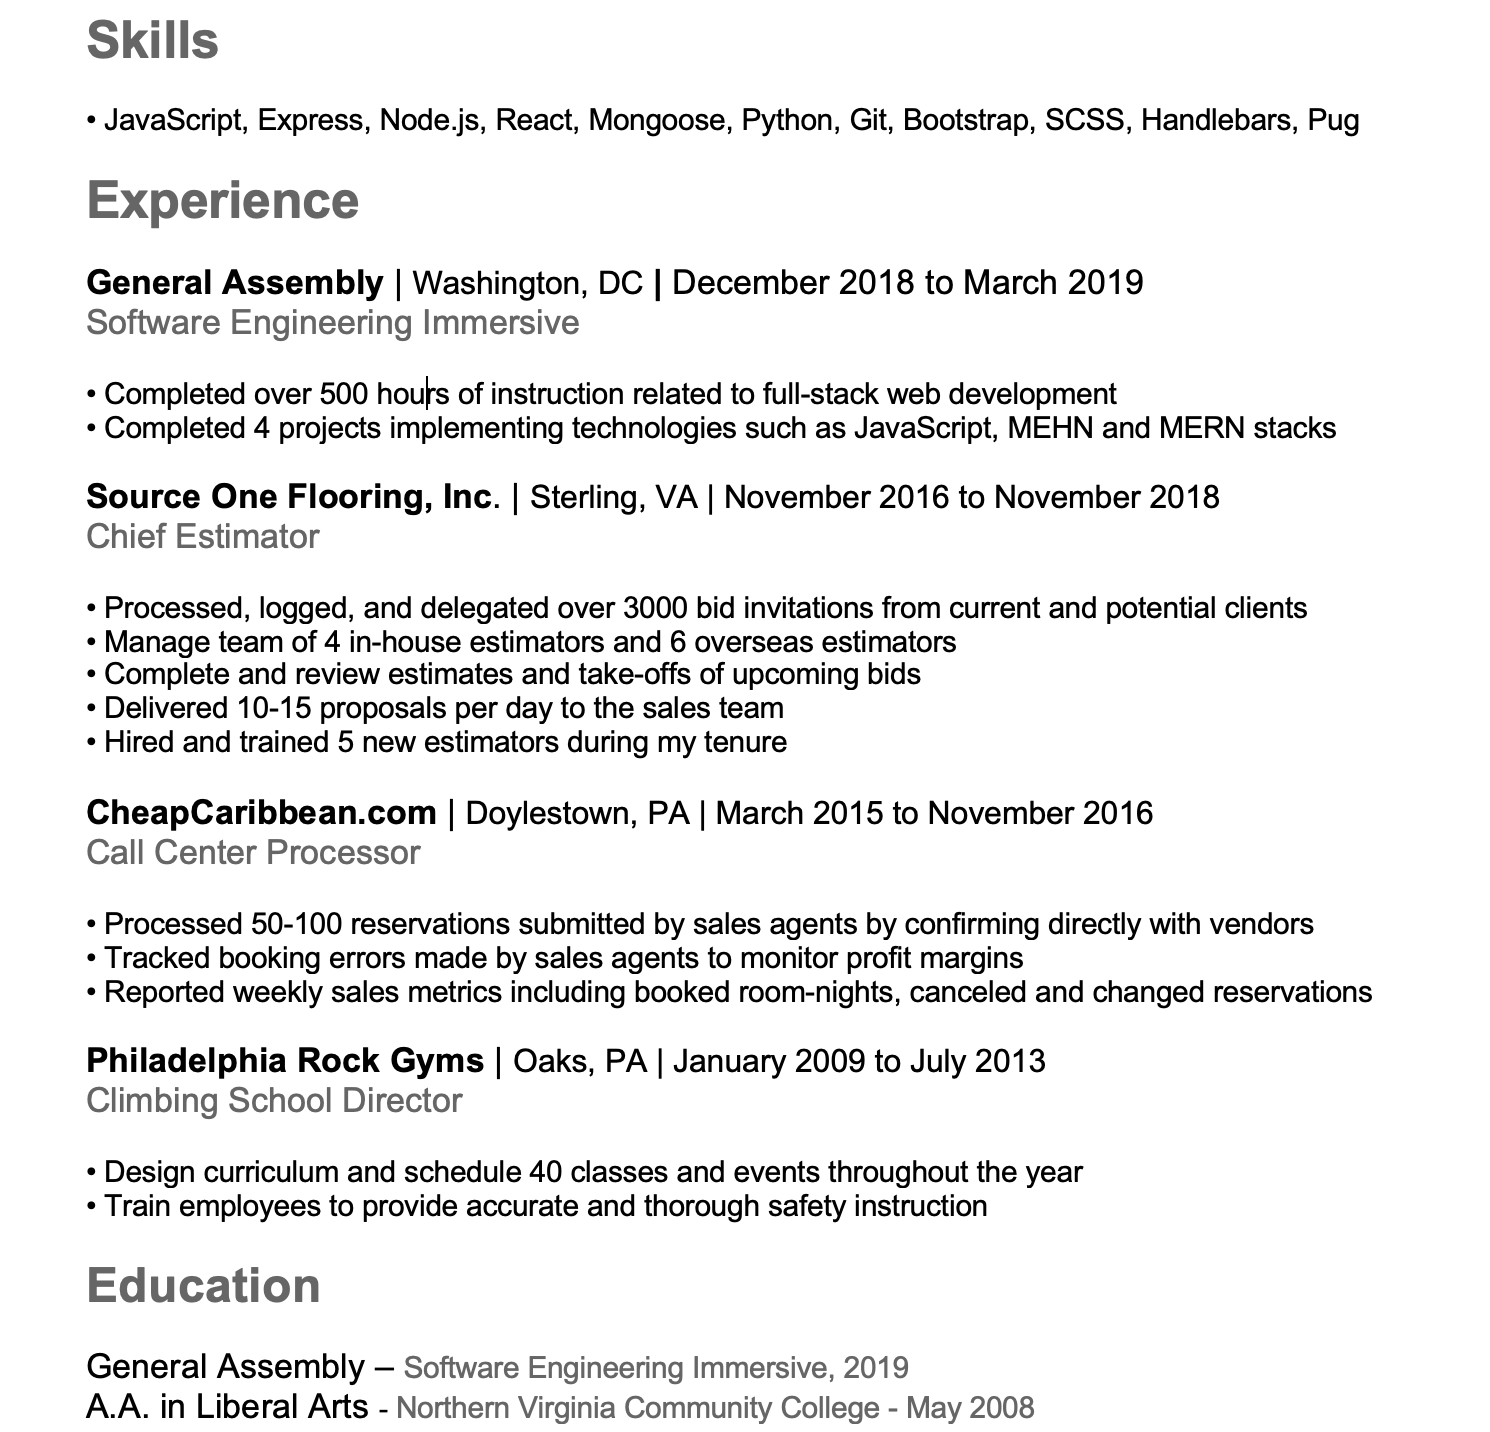 Skills
• JavaScript, Express, Node.js, React, Mongoose, Python, Git, Bootstrap, SCSS, Handlebars, Pug
Experience
General Assembly | Washington, DC | December 2018 to March 2019
Software Engineering Immersive
• Completed over 500 hours of instruction related to full-stack web development
• Completed 4 projects implementing technologies such as JavaScript, MEHN and MERN stacks
Source One Flooring, Inc. | Sterling, VA | November 2016 to November 2018
Chief Estimator
• Processed, logged, and delegated over 3000 bid invitations from current and potential clients
• Manage team of 4 in-house estimators and 6 overseas estimators
• Complete and review estimates and take-offs of upcoming bids
• Delivered 10-15 proposals per day to the sales team
• Hired and trained 5 new estimators during my tenure
CheapCaribbean.com | Doylestown, PA | March 2015 to November 2016
Call Center Processor
• Processed 50-100 reservations submitted by sales agents by confirming directly with vendors
• Tracked booking errors made by sales agents to monitor profit margins
• Reported weekly sales metrics including booked room-nights, canceled and changed reservations
Philadelphia Rock Gyms | Oaks, PA | January 2009 to July 2013
Climbing School Director
• Design curriculum and schedule 40 classes and events throughout the year
• Train employees to provide accurate and thorough safety instruction
Education
General Assembly – Software Engineering Immersive, 2019
A.A. in Liberal Arts - Northern Virginia Community College - May 2008